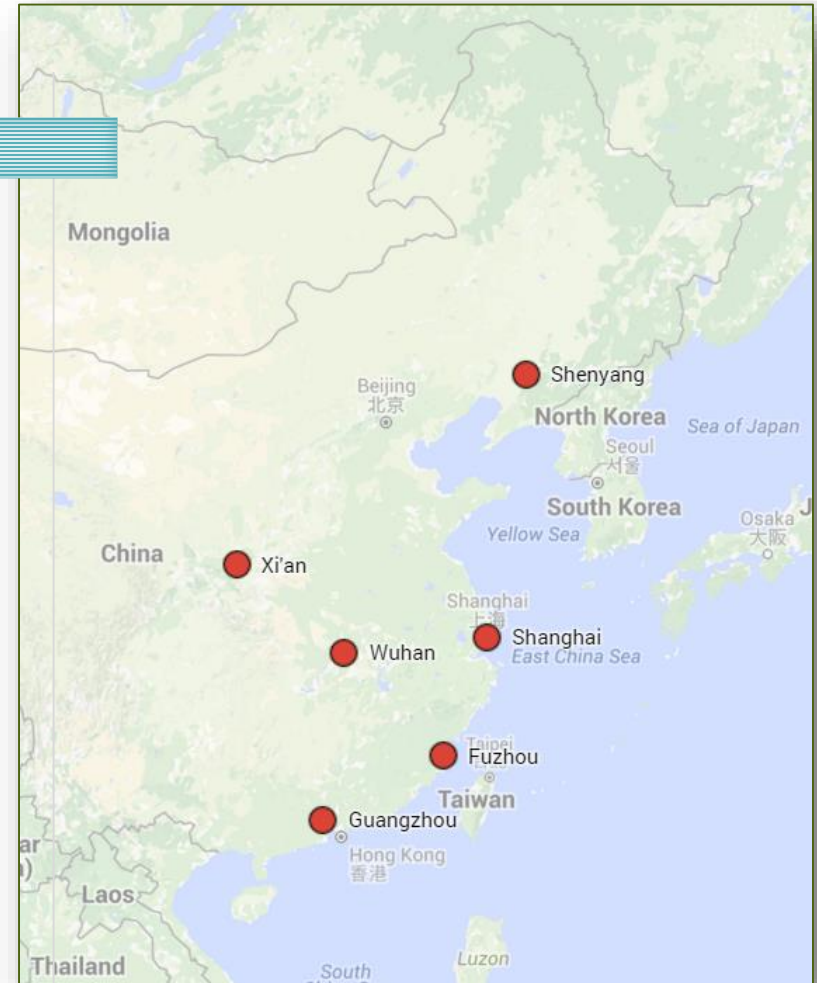 Mongolia
Shenyang
Beijing
北京
North Korea
Sea of Japan
Seoul
서울
South Korea
Osaka
大阪
J
Yellow Sea
China
Xi'an
Shanghai
上海
Shanghai
Wuhan
East China Sea
Taipei
Fuzhou
Taiwan
Guangzhou
Hong Kong
香港
ar
)
Laos
Thailand
Luzon
South